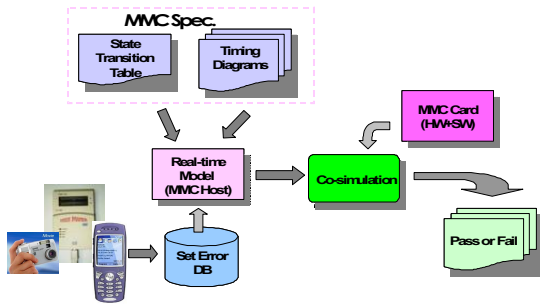 MMC Spec.
State
Transition
Table
Timing
Diagrams
MMC Card
(HW+SW)
Real-time
Model
(MMC Host)
Co-simulation
Set Error
DB
Pass or Fail